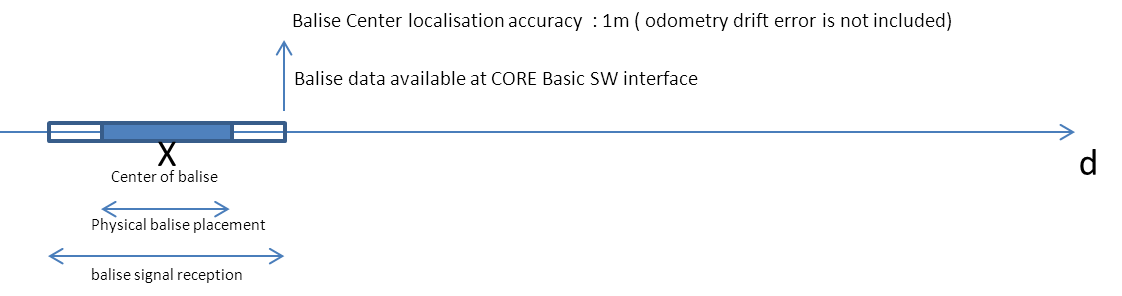 Balise Center localisation accuracy  : 1m ( odometry drift error is not included)
Balise data available at CORE Basic SW interface
X
d
Center of balise
Physical balise placement
balise signal reception